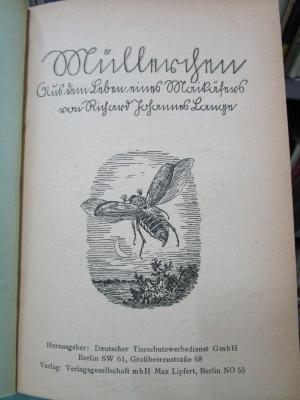 Müllerchen
Aus dem Leben eines Maikäfers
von Richard Johannes Lange
Herausgeber: Deutscher Tierschutzwerbedienst GmbH
Berlin SW 61, Großbeerenstraße 68
Verlag: Verlagsgesellschaft mbH Max Lipfert, Berlin NO 55